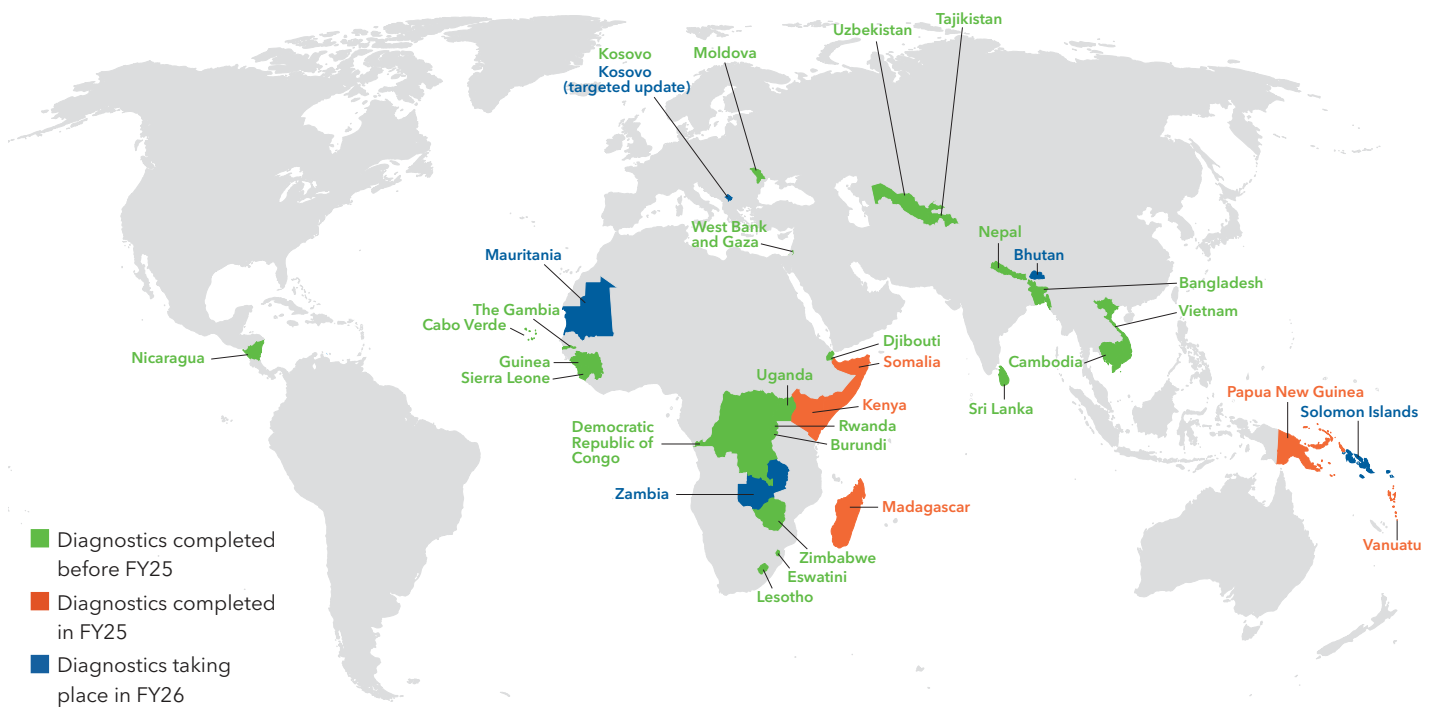 Tajikistan
Uzbekistan
Kosovo
Kosovo
(targeted update)
Moldova
West Bank
and Gaza
Nepal
Bhutan
Mauritania
Bangladesh
The Gambia
Vietnam
Cabo Verde
Nicaragua
Guinea
Sierra Leone
Djibouti
Somalia
Cambodia
Uganda
Sri Lanka
Papua New Guinea
Solomon Islands
Kenya
Rwanda
Burundi
Democratic
Republic of
Congo
Zambia
Madagascar
Vanuatu
Zimbabwe
Eswatini
Lesotho
Diagnostics completed
before FY25
Diagnostics completed
in FY25
Diagnostics taking
place in FY26